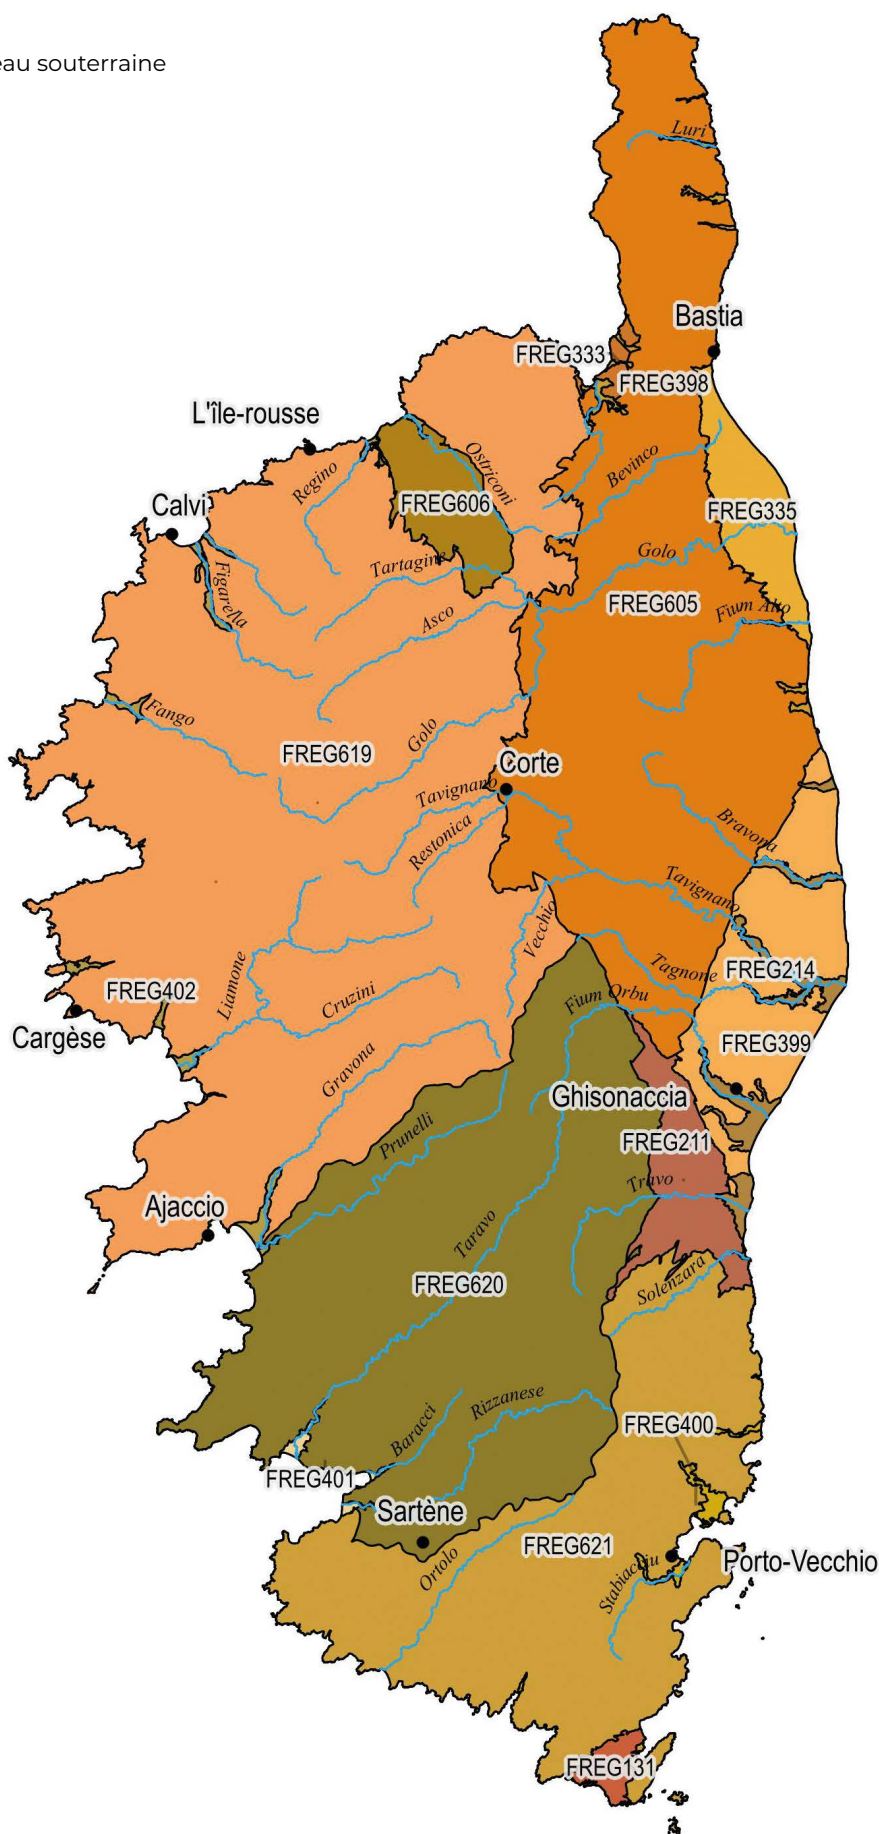 eau souterraine
Luri
Bastia
FREG333
FREG398
L'île-rousse
Ostriconi
Regino
Bevinco
Calvi
FREG606
FREG335
Golo
Tartagine
Figarella
FREG605
Fium Alto
Asco
Fango
Golo
FREG619
Corte
Tavignano
Restonica
Bravona
Tavignano
Vecchio
Tagnone
FREG214
Liamone
FREG402
Cruzini
Fium Orbu
Cargèse
FREG399
Gravona
Ghisonaccia
Prunelli
FREG211
Travo
Ajaccio
Taravo
FREG620
Solenzara
Rizzanese
Baracci
FREG400
FREG401
Sartène
FREG621
Ortolo
Stabiacciu
Porto-Vecchio
FREG131